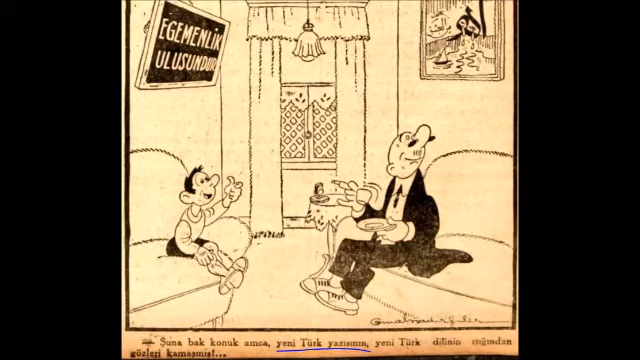 EGEMENLİK
ULUSUNDUR
— Şuna bak konuk amca, yeni Türk yazısının, yeni Türk dilinin ışığından
gözleri kamaşmış!...